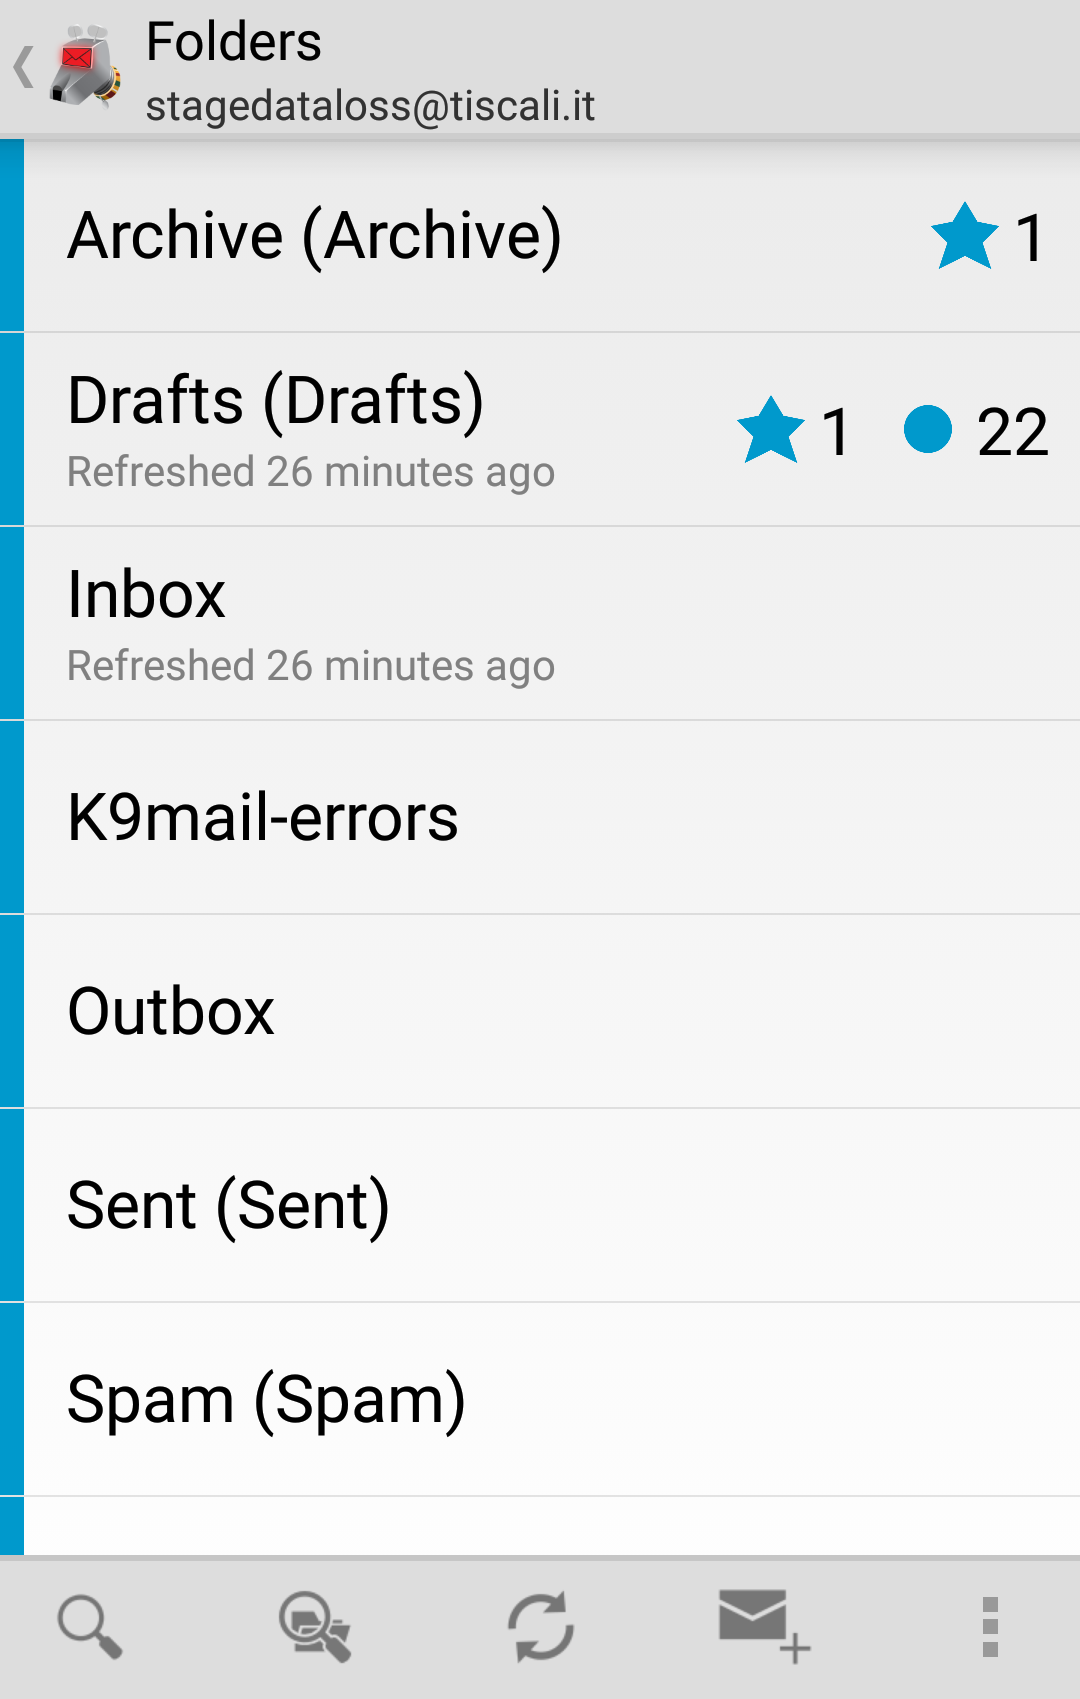 Folders
stagedataloss@tiscali.it
Archive (Archive) 1
Drafts (Drafts) 1 22
Refreshed 26 minutes ago
Inbox
Refreshed 26 minutes ago
K9mail-errors
Outbox
Sent (Sent)
Spam (Spam)